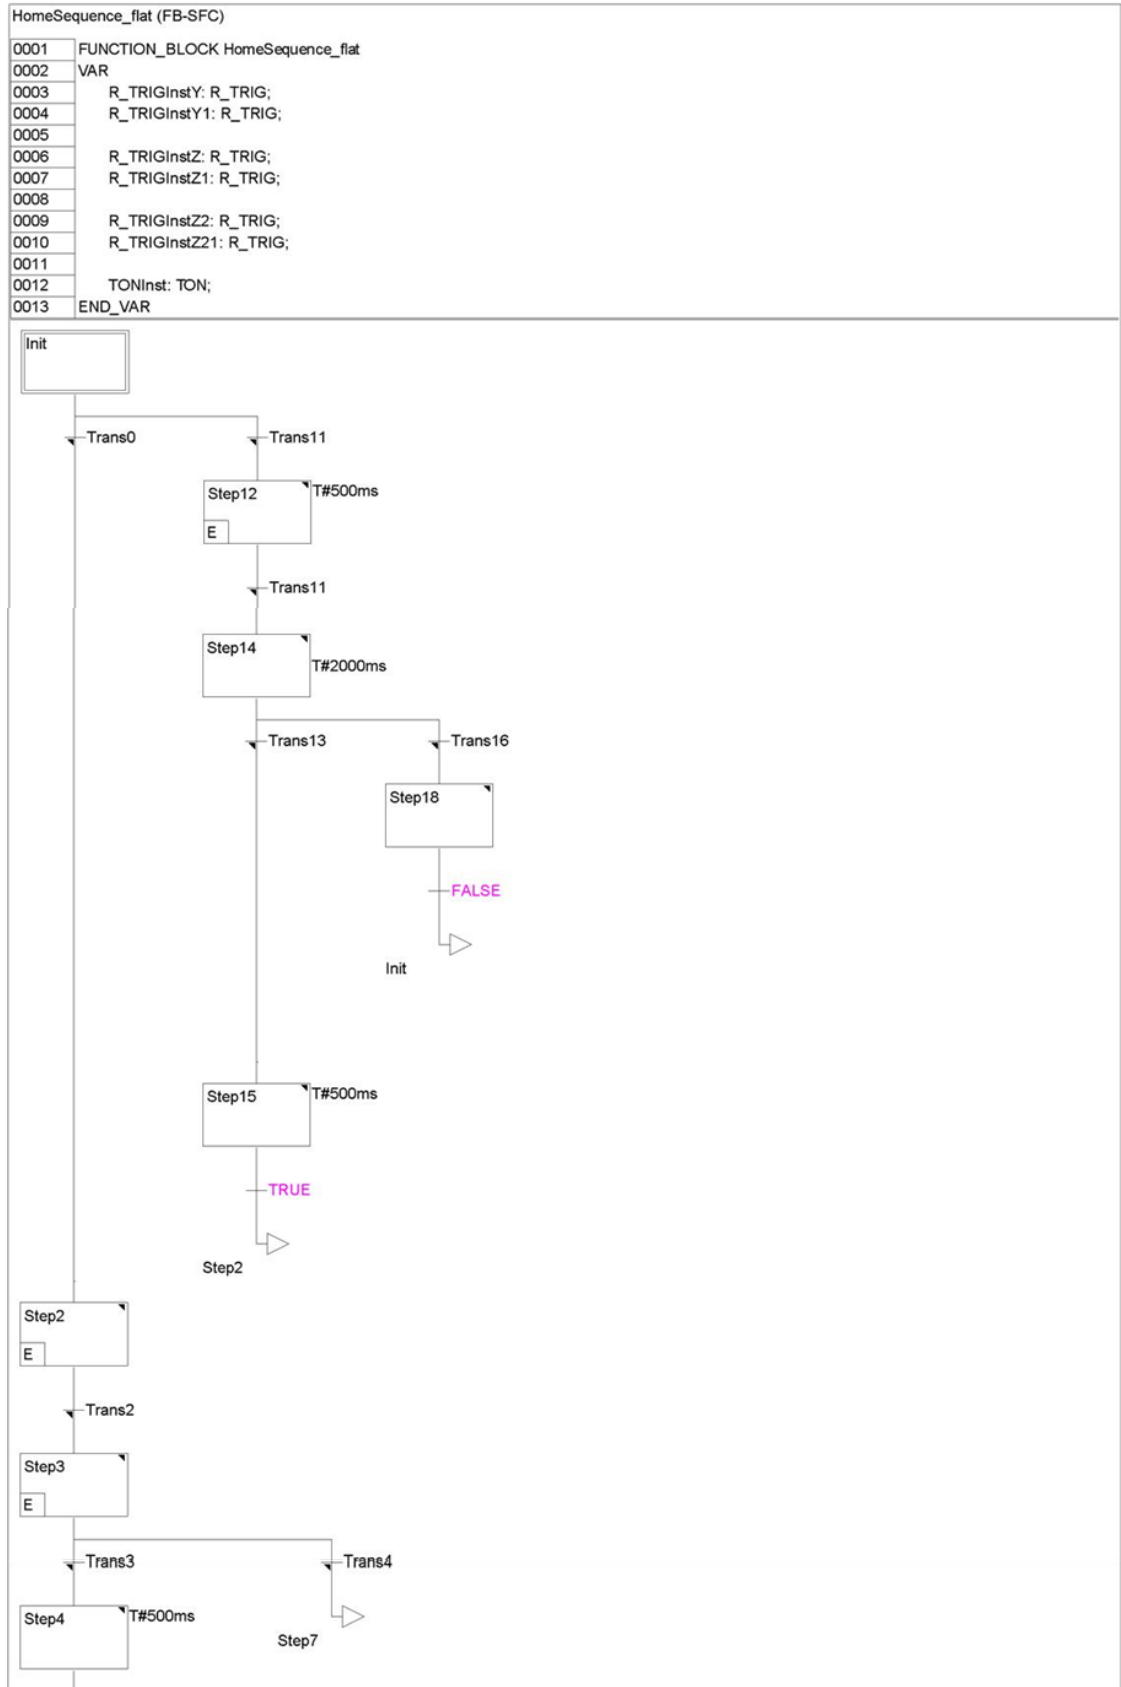 HomeSequence_flat (FB-SFC)
0001 FUNCTION_BLOCK HomeSequence_flat
0002 VAR
0003 R_TRIGInstY: R_TRIG;
0004 R_TRIGInstY1: R_TRIG;
0005
0006 R_TRIGInstZ: R_TRIG;
0007 R_TRIGInstZ1: R_TRIG;
0008
0009 R_TRIGInstZ2: R_TRIG;
0010 R_TRIGInstZ21: R_TRIG;
0011
0012 TONInst: TON;
0013 END_VAR
Init
Trans0 Trans11
Step12 T#500ms
E
Trans11
Step14
T#2000ms
Trans13 Trans16
Step18
FALSE
Init
Step15 T#500ms
TRUE
Step2
Step2
E
Trans2
Step3
E
Trans3 Trans4
Step4 T#500ms
Step7